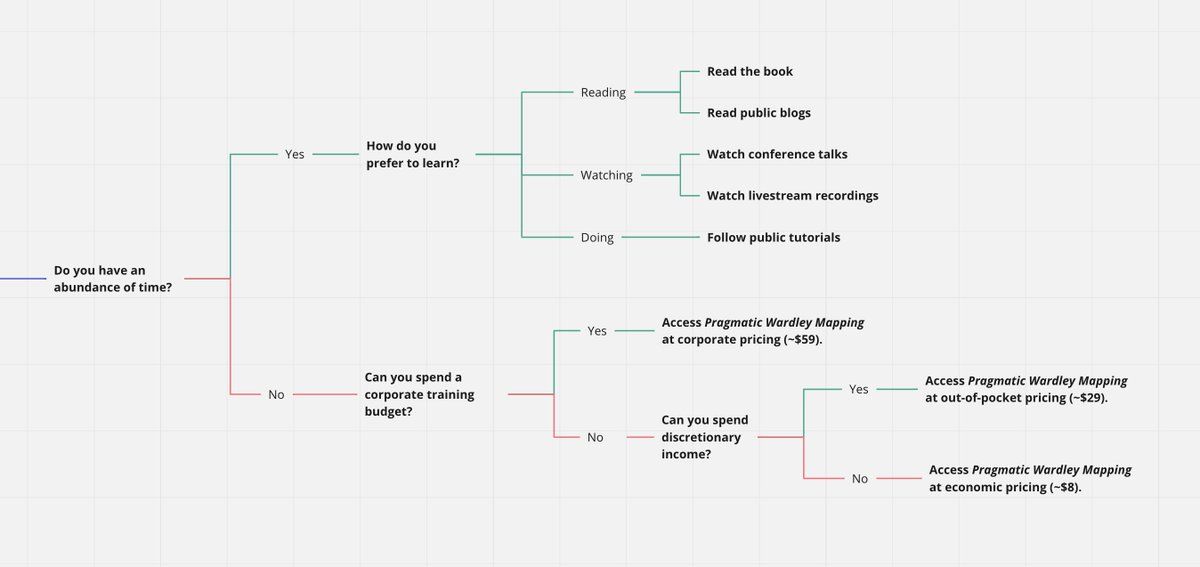 Do you have an
abundance of time?
Yes
How do you
prefer to learn?
Reading
Read the book
Read public blogs
Watching
Watch conference talks
Watch livestream recordings
Doing
Follow public tutorials
No
Can you spend a
corporate training
budget?
Yes
Access Pragmatic Wardley Mapping
at corporate pricing (~$59).
No
Can you spend
discretionary
income?
Yes
Access Pragmatic Wardley Mapping
at out-of-pocket pricing (~$29).
No
Access Pragmatic Wardley Mapping
at economic pricing (~$8).